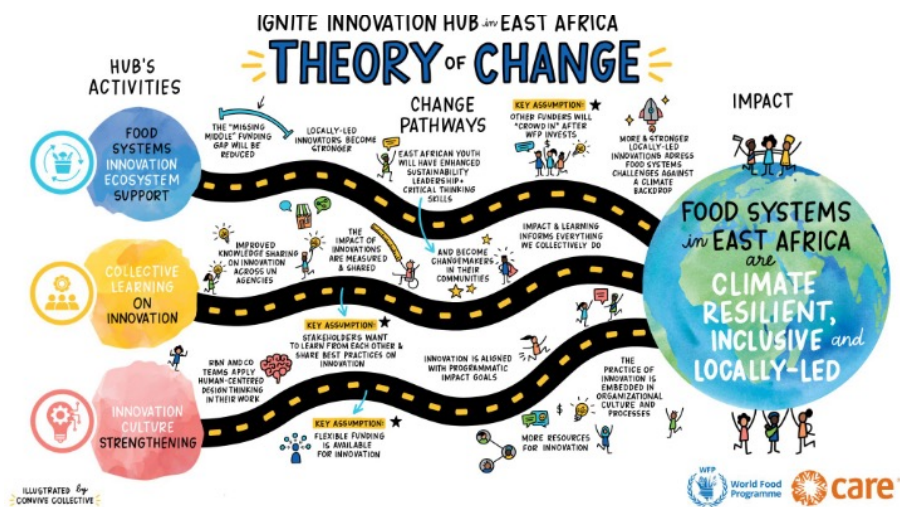 IGNITE INNOVATION HUB in EAST AFRICA
THEORY OF CHANGE
HUB'S
ACTIVITIES
CHANGE
PATHWAYS
IMPACT
FOOD
SYSTEMS
INNOVATION
ECOSYSTEM
SUPPORT
THE "MISSING
MIDDLE" FUNDING
GAP WILL BE
REDUCED
LOCALLY-LED
INNOVATORS BECOME
STRONGER
EAST AFRICAN YOUTH
WILL HAVE ENHANCED
SUSTAINABILITY
LEADERSHIP+
CRITICAL THINKING
SKILLS
KEY ASSUMPTION:
OTHER FUNDERS WILL
"CROWD IN" AFTER
WFP INVESTS
MORE & STRONGER
LOCALLY-LED
INNOVATIONS ADRESS
FOOD SYSTEMS
CHALLENGES AGAINST
A CLIMATE
BACKDROP
COLLECTIVE
LEARNING
ON
INNOVATION
IMPROVED
KNOWLEDGE SHARING
ON INNOVATION
ACROSS UN
AGENCIES
THE
IMPACT OF
INNOVATIONS
ARE MEASURED
& SHARED
AND BECOME
CHANGEMAKERS
IN THEIR
COMMUNITIES
IMPACT & LEARNING
INFORMS EVERYTHING
WE COLLECTIVELY DO
KEY ASSUMPTION:
STAKEHOLDERS WANT
TO LEARN FROM EACH OTHER &
SHARE BEST PRACTICES ON
INNOVATION
INNOVATION
CULTURE
STRENGTHENING
RBN AND CO
TEAMS APPLY
HUMAN-CENTERED
DESIGN THINKING
IN THEIR WORK
KEY ASSUMPTION:
FLEXIBLE FUNDING
IS AVAILABLE
FOR INNOVATION
INNOVATION IS ALIGNED
WITH PROGRAMMATIC
IMPACT GOALS
MORE RESOURCES
FOR INNOVATION
THE
PRACTICE OF
INNOVATION IS
EMBEDDED IN
ORGANIZATIONAL
CULTURE AND
PROCESSES
FOOD SYSTEMS
in EAST AFRICA
are
CLIMATE
RESILIENT,
INCLUSIVE and
LOCALLY-LED
ILLUSTRATED by
CONVIVE COLLECTIVE
WFP
World Food
Programme
care